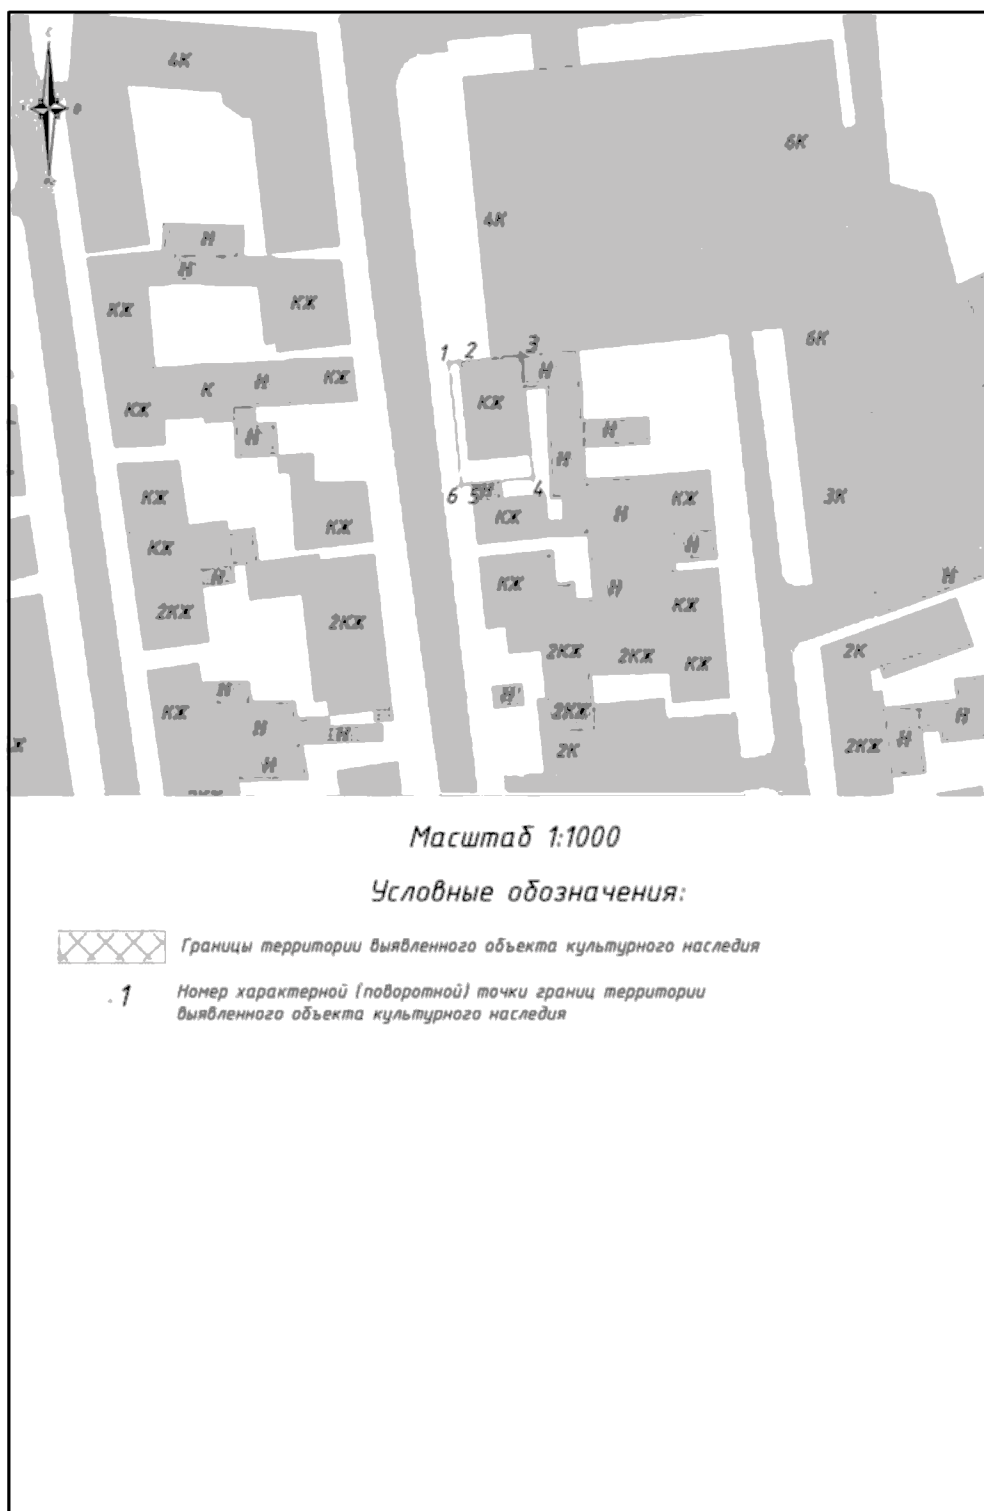 С
В
4К
6К
4К
Н
Н
КЖ
КЖ
6К
1 2 3
Н
КЖ
К Н
КЖ
КЖ
Н
Н
Н
6 5 Н 4
КЖ
КЖ
КЖ
Н
КЖ
3К
КЖ
Н
Н
КЖ
Н
Н
КЖ
2КЖ
2КЖ
2КЖ
2КЖ
КЖ
2К
Н
Н
КЖ
2КЖ
Н
Н
Н
2К
2КЖ
Н
Н
Н
Масштаб 1:1000
Условные обозначения:
Границы территории выявленного объекта культурного наследия
1 Номер характерной (поворотной) точки границ территории
выявленного объекта культурного наследия